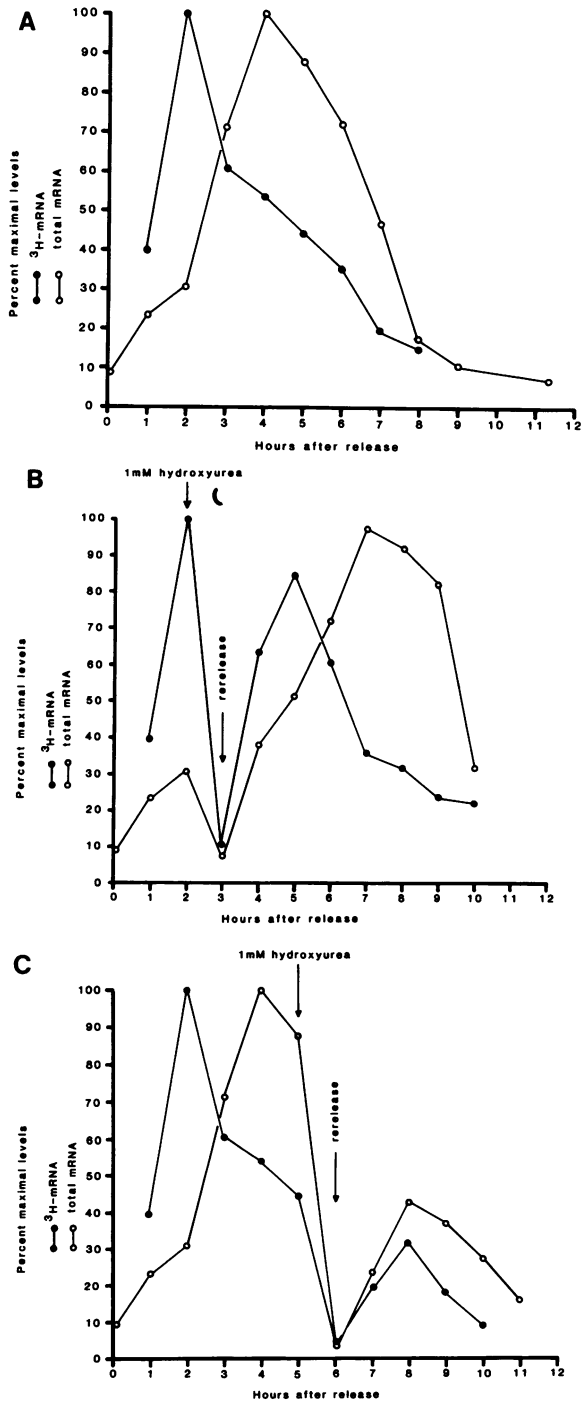 A
100
90
80
70
60
50
40
30
20
10
0
Percent maximal levels
³H-mRNA
total mRNA
0 1 2 3 4 5 6 7 8 9 10 11 12
Hours after release
B
1mM hydroxyurea
rerelease
100
90
80
70
60
50
40
30
20
10
0
Percent maximal levels
³H-mRNA
total mRNA
0 1 2 3 4 5 6 7 8 9 10 11 12
Hours after release
C
1mM hydroxyurea
rerelease
100
90
80
70
60
50
40
30
20
10
0
Percent maximal levels
³H-mRNA
total mRNA
0 1 2 3 4 5 6 7 8 9 10 11 12
Hours after release